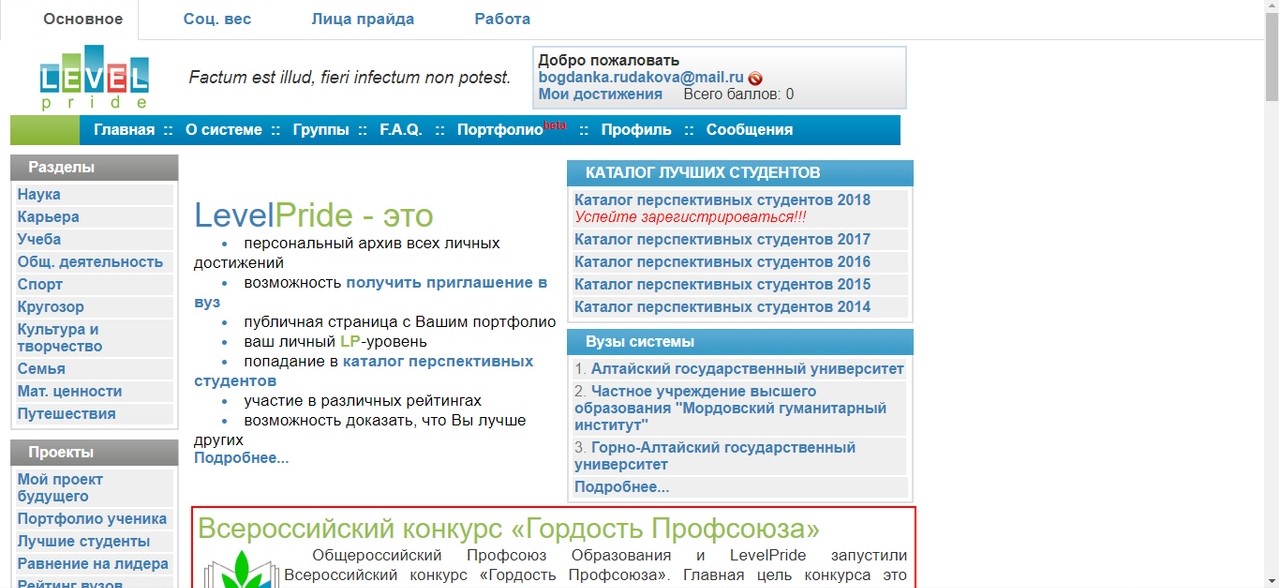 Основное Соц. вес Лица прайда Работа
LEVEL
pride
Factum est illud, fieri infectum non potest.
Добро пожаловать
bogdanka.rudakova@mail.ru
Мои достижения Всего баллов: 0
Главная :: О системе :: Группы :: F.A.Q. :: Портфолио beta :: Профиль :: Сообщения
Разделы
Наука
Карьера
Учеба
Общ. деятельность
Спорт
Кругозор
Культура и
творчество
Семья
Мат. ценности
Путешествия
Проекты
Мой проект
будущего
Портфолио ученика
Лучшие студенты
Равнение на лидера
Рейтинг вузов
LevelPride - это
• персональный архив всех личных
достижений
• возможность получить приглашение в
вуз
• публичная страница с Вашим портфолио
• ваш личный LP-уровень
• попадание в каталог перспективных
студентов
• участие в различных рейтингах
• возможность доказать, что Вы лучше
других
Подробнее...
КАТАЛОГ ЛУЧШИХ СТУДЕНТОВ
Каталог перспективных студентов 2018
Успейте зарегистрироваться!!!
Каталог перспективных студентов 2017
Каталог перспективных студентов 2016
Каталог перспективных студентов 2015
Каталог перспективных студентов 2014
Вузы системы
1. Алтайский государственный университет
2. Частное учреждение высшего
образования "Мордовский гуманитарный
институт"
3. Горно-Алтайский государственный
университет
Подробнее...
Всероссийский конкурс «Гордость Профсоюза»
Общероссийский Профсоюз Образования и LevelPride запустили
Всероссийский конкурс «Гордость Профсоюза». Главная цель конкурса это